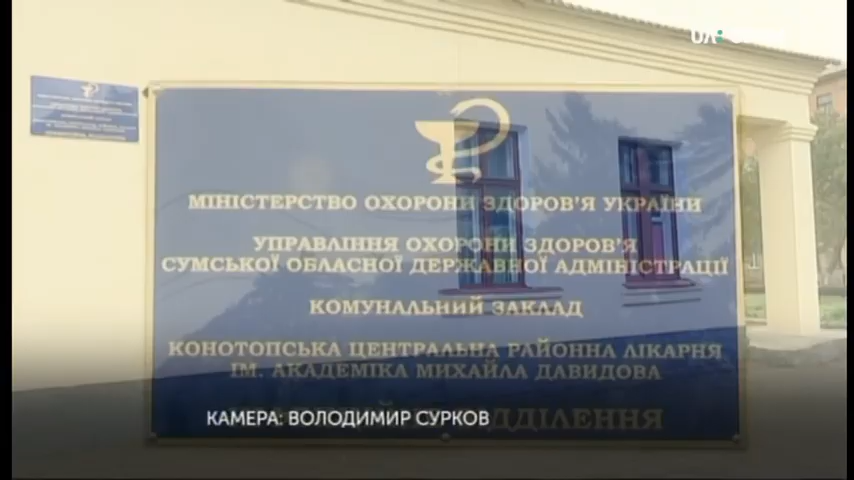 UA:
МІНІСТЕРСТВО ОХОРОНИ ЗДОРОВ'Я УКРАЇНИ
УПРАВЛІННЯ ОХОРОНИ ЗДОРОВ'Я
СУМСЬКОЇ ОБЛАСНОЇ ДЕРЖАВНОЇ АДМІНІСТРАЦІЇ
КОМУНАЛЬНИЙ ЗАКЛАД
КОНОТОПСЬКА ЦЕНТРАЛЬНА РАЙОННА ЛІКАРНЯ
ІМ. АКАДЕМІКА МИХАЙЛА ДАВИДОВА
КАМЕРА: ВОЛОДИМИР СУРКОВ